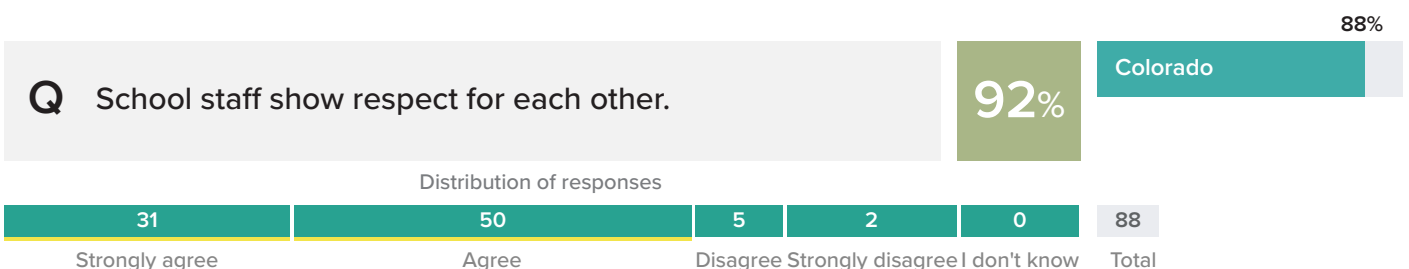 88%
Q School staff show respect for each other.
92%
Colorado
Distribution of responses
31 50 5 2 0 88
Strongly agree Agree Disagree Strongly disagree I don't know Total